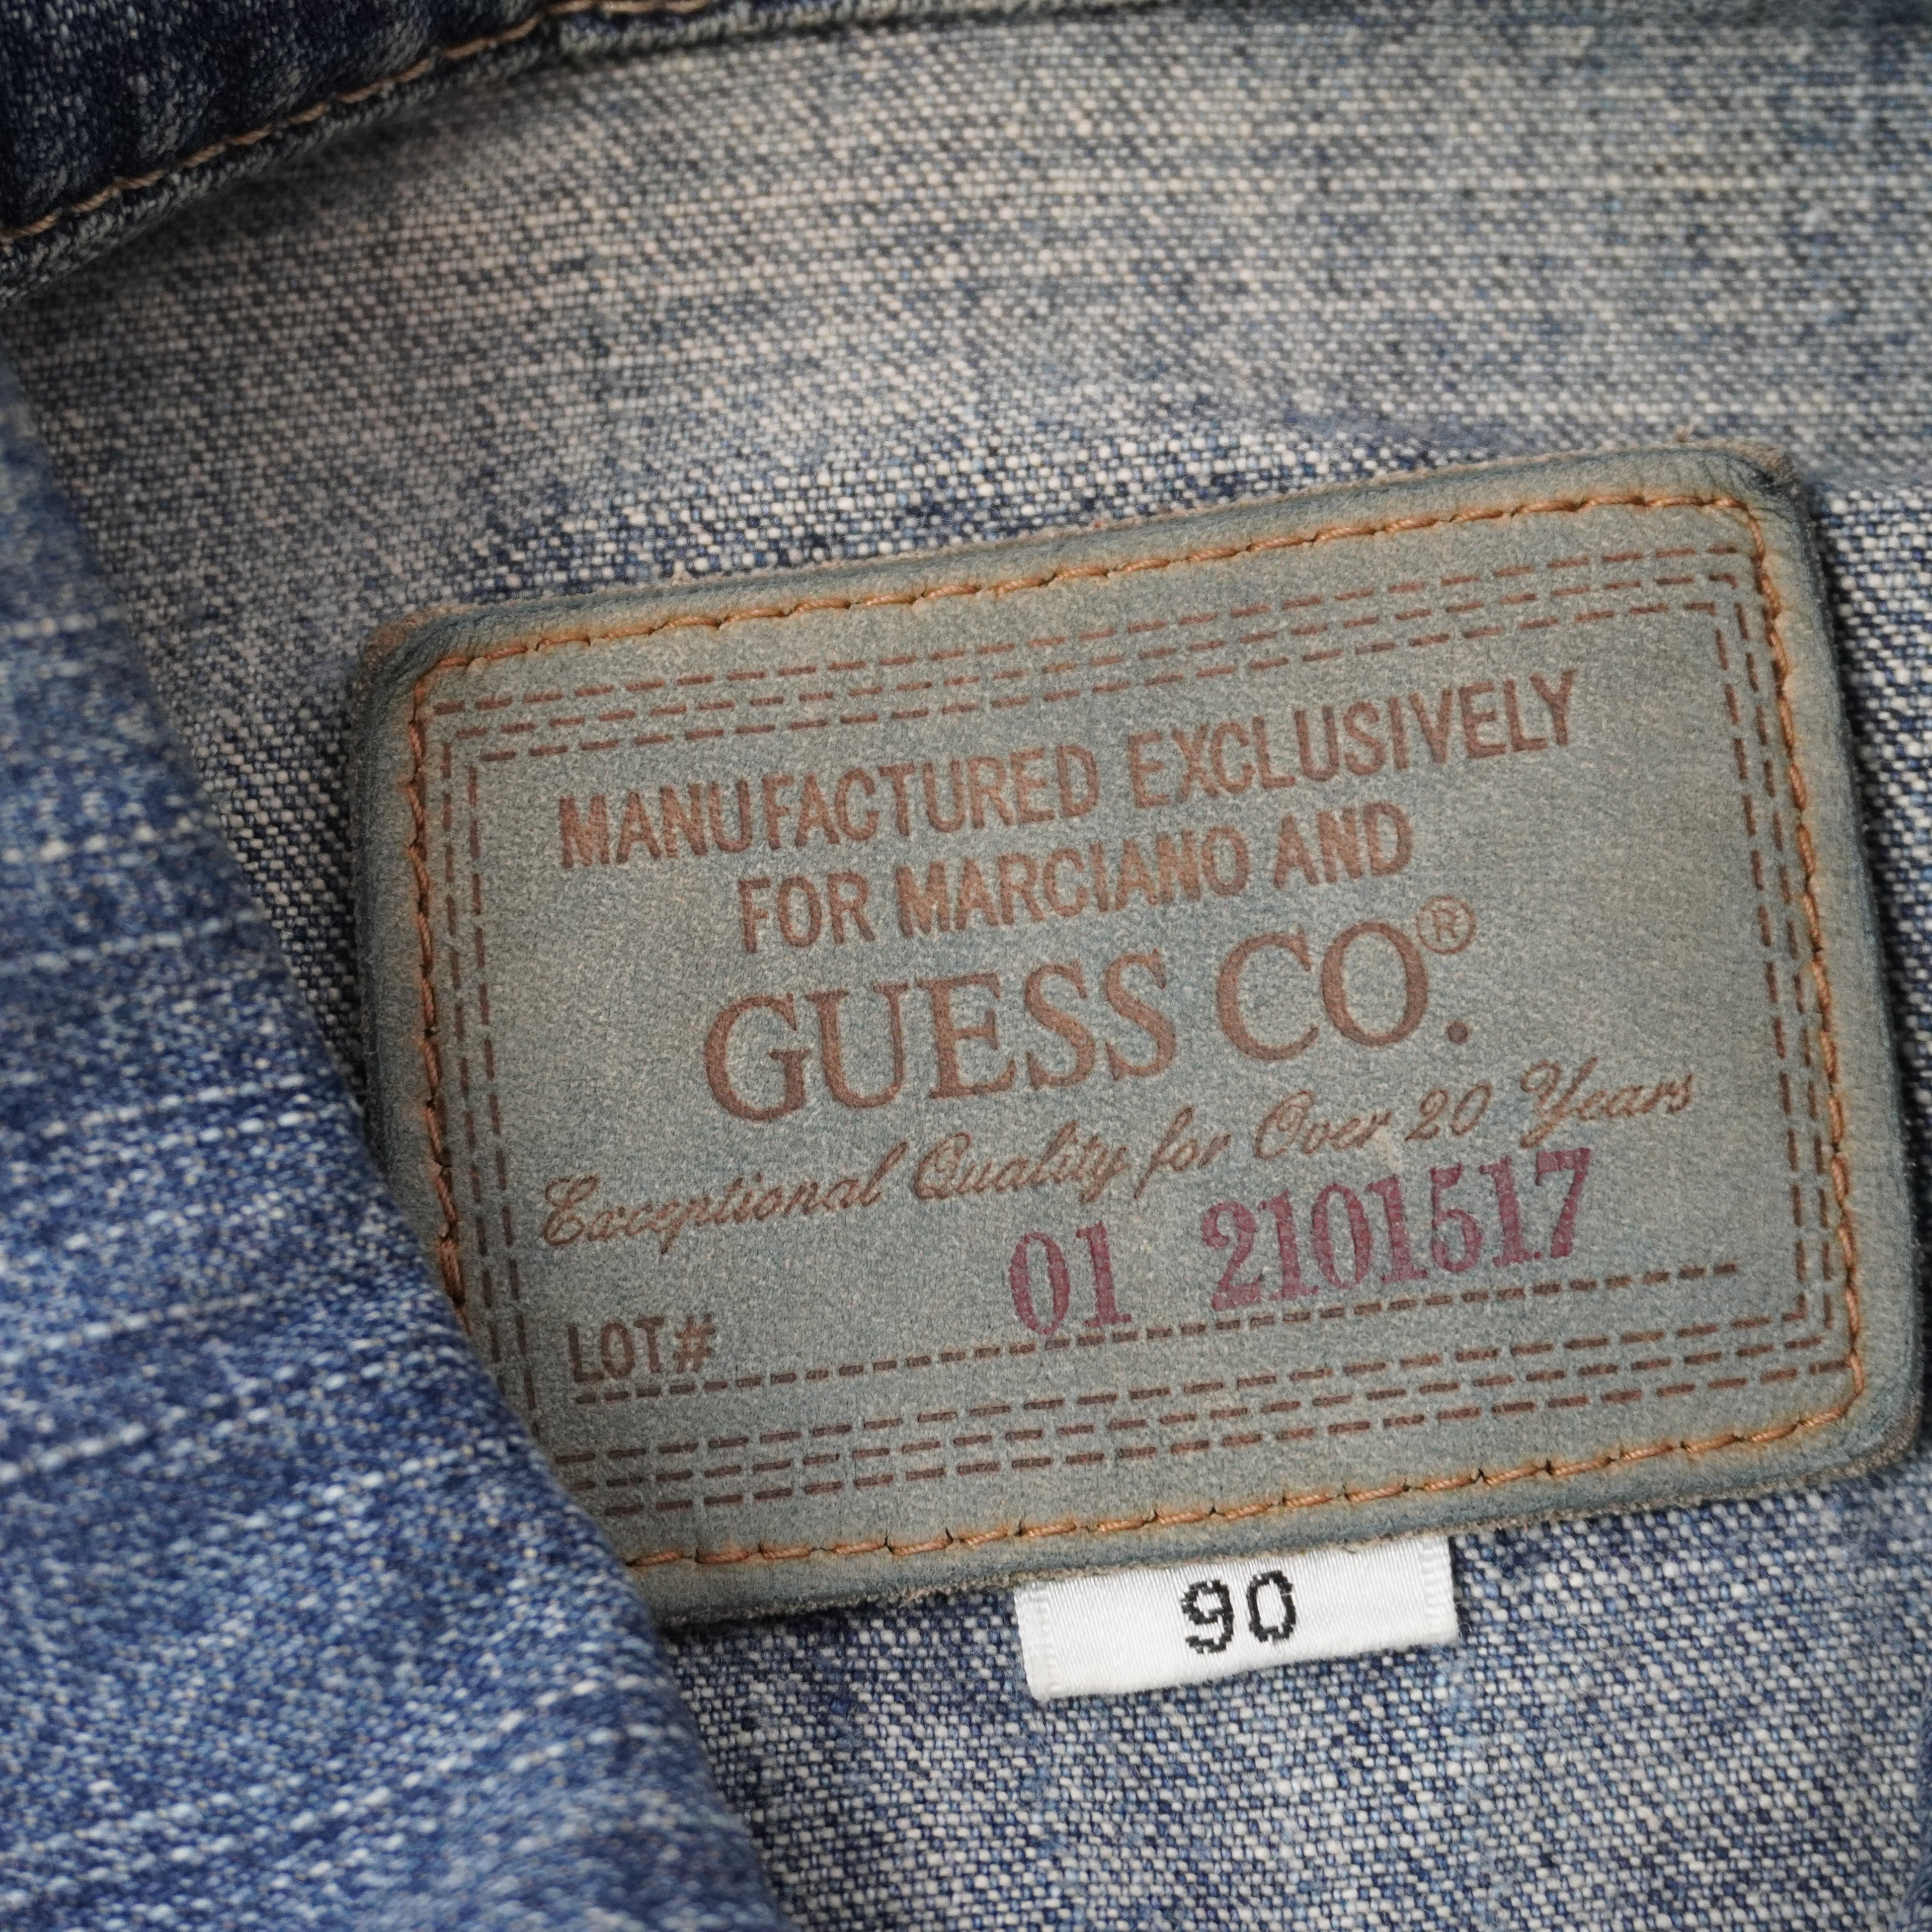 MANUFACTURED EXCLUSIVELY
FOR MARCIANO AND
GUESS CO.®
Exceptional Quality for Over 20 Years
LOT# 01 2101517
90